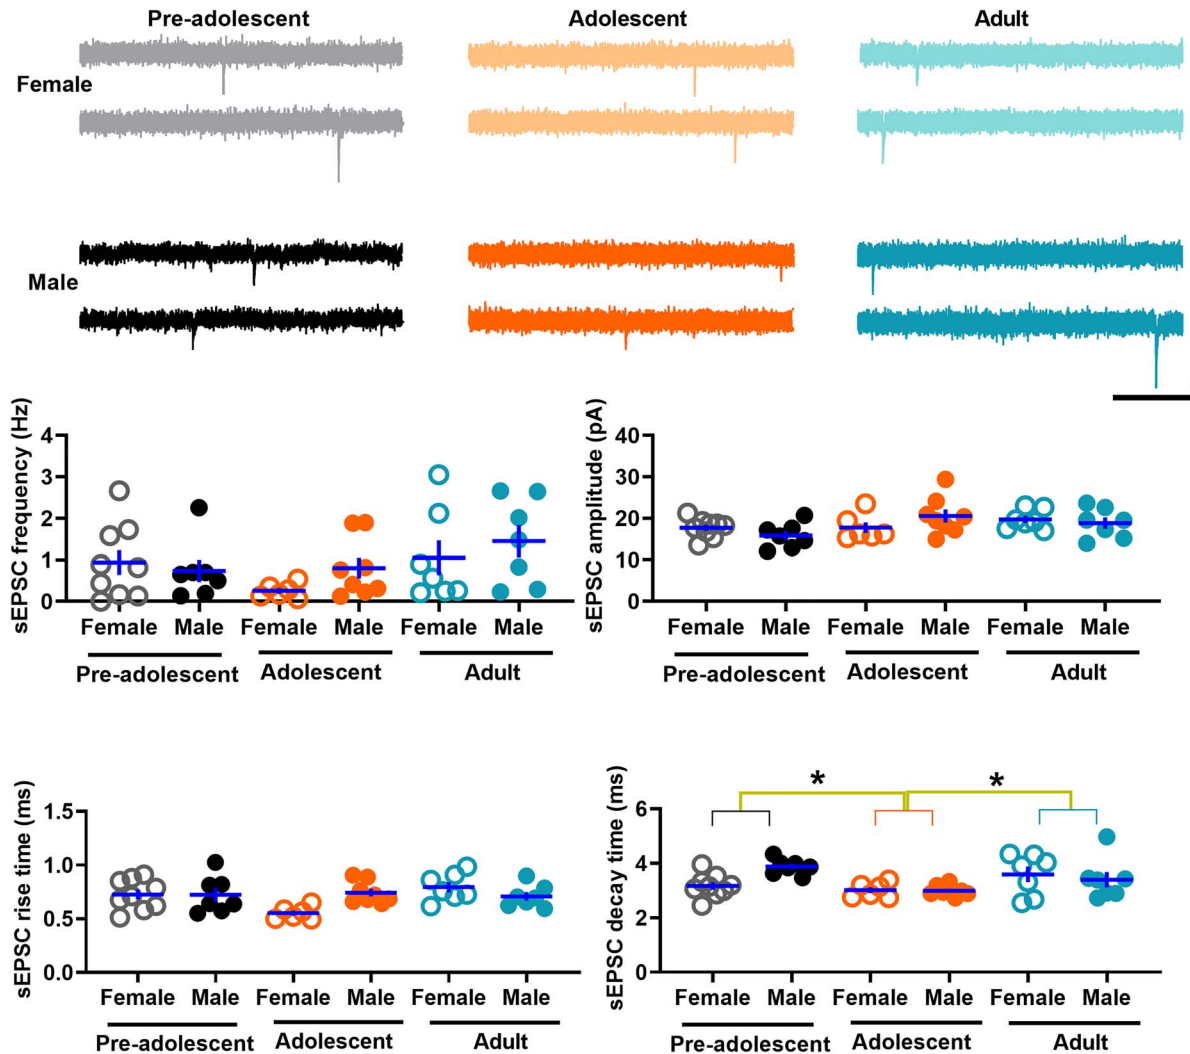 Pre-adolescent Adolescent Adult
Female
Male
sEPSC frequency (Hz)
4
3
2
1
0
Female Male Female Male Female Male
Pre-adolescent Adolescent Adult
sEPSC amplitude (pA)
40
30
20
10
0
Female Male Female Male Female Male
Pre-adolescent Adolescent Adult
sEPSC rise time (ms)
1.5
1.0
0.5
0.0
Female Male Female Male Female Male
Pre-adolescent Adolescent Adult
sEPSC decay time (ms)
* *
6
4
2
0
Female Male Female Male Female Male
Pre-adolescent Adolescent Adult